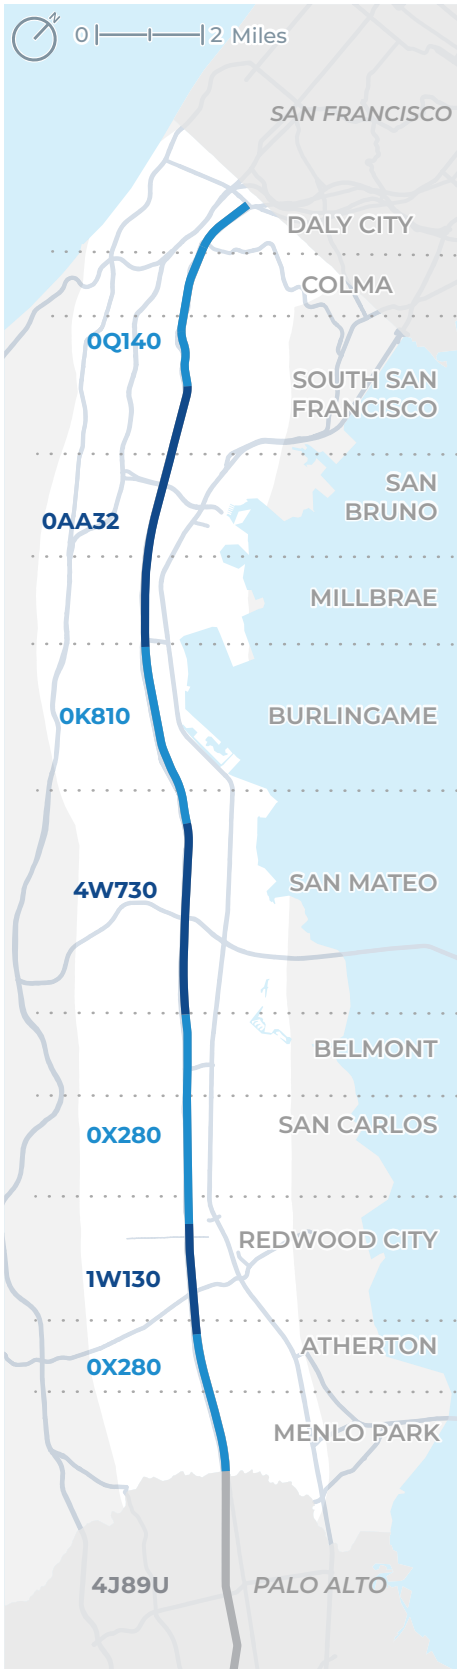 N
0 2 Miles
SAN FRANCISCO
DALY CITY
COLMA
0Q140
SOUTH SAN
FRANCISCO
SAN
BRUNO
0AA32
MILLBRAE
0K810
BURLINGAME
4W730
SAN MATEO
BELMONT
SAN CARLOS
0X280
REDWOOD CITY
1W130
ATHERTON
0X280
MENLO PARK
4J89U
PALO ALTO